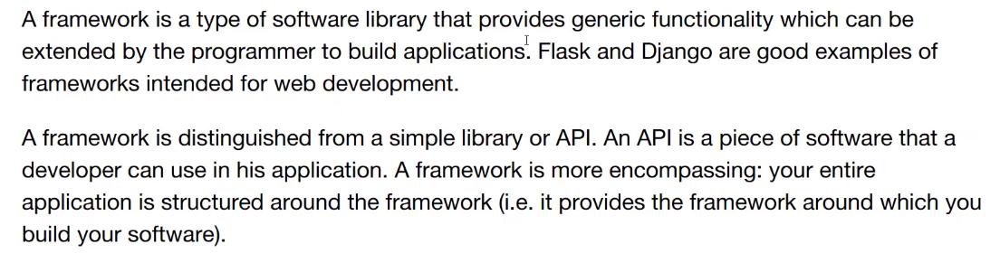 A framework is a type of software library that provides generic functionality which can be
extended by the programmer to build applications. Flask and Django are good examples of
frameworks intended for web development.
A framework is distinguished from a simple library or API. An API is a piece of software that a
developer can use in his application. A framework is more encompassing: your entire
application is structured around the framework (i.e. it provides the framework around which you
build your software).